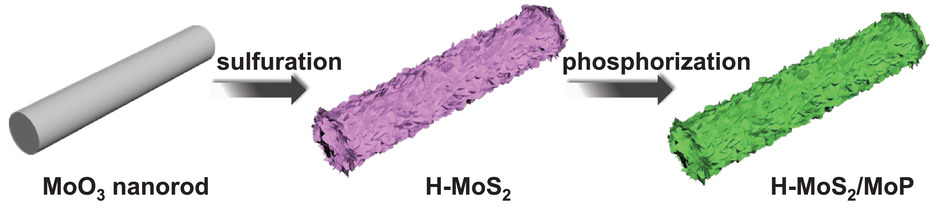 sulfuration
phosphorization
MoO₃ nanorod
H-MoS₂
H-MoS₂/MoP